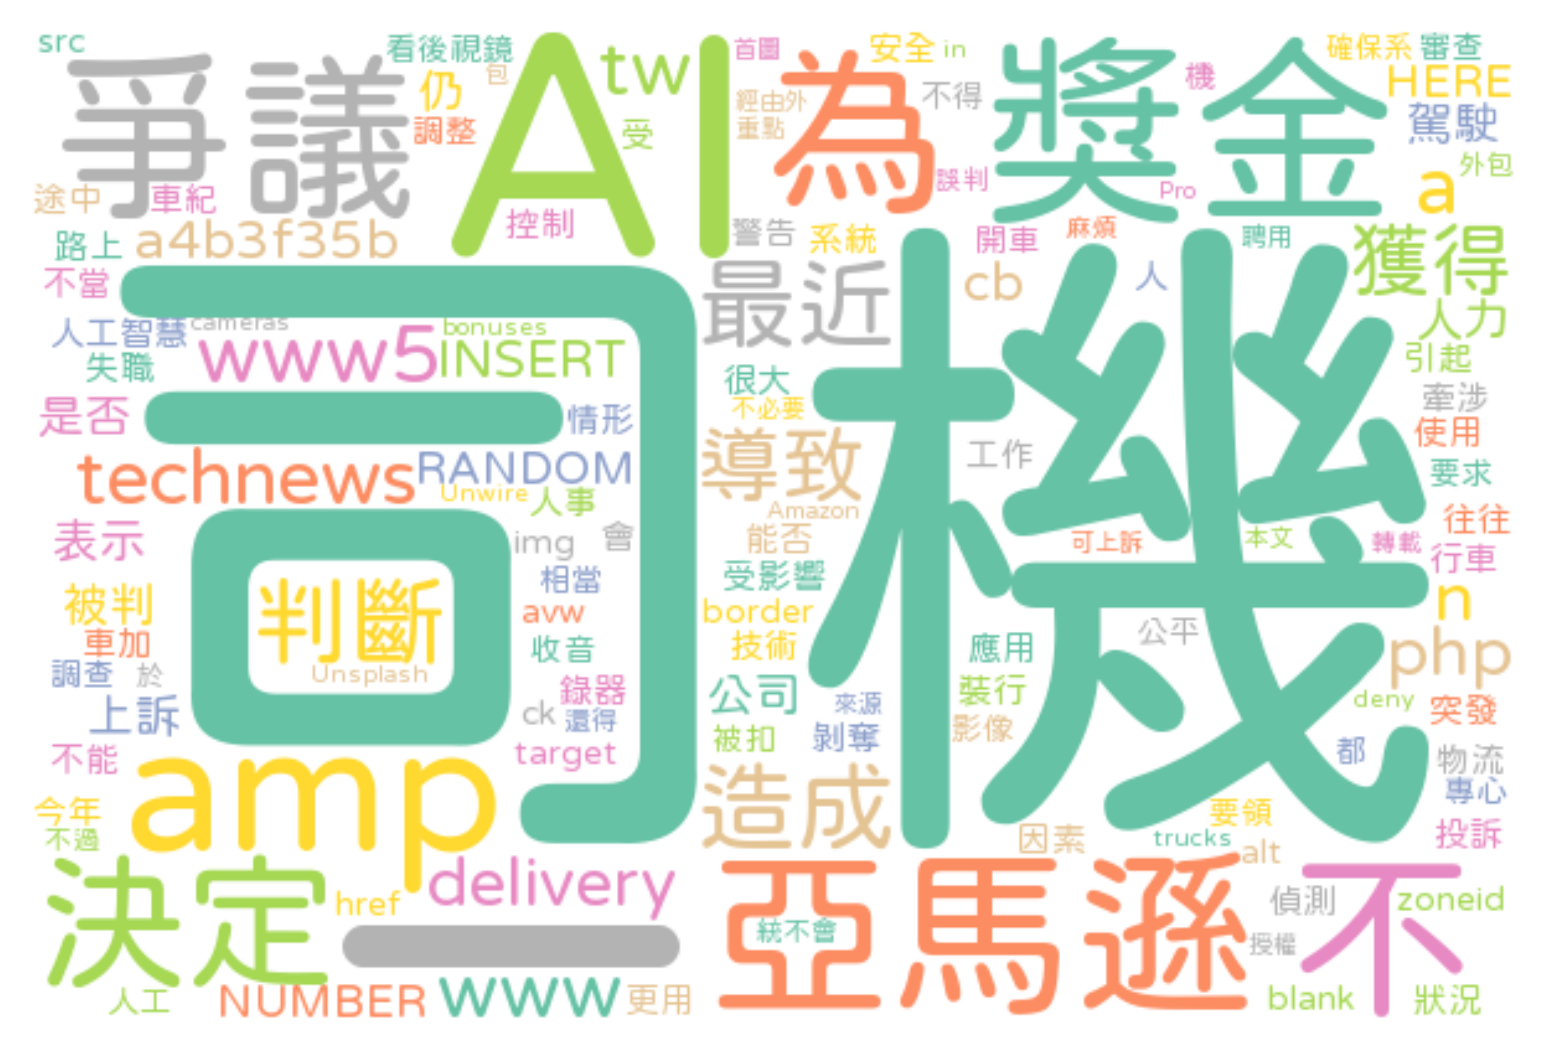 src
爭議
看後視鏡
仍
包
調整
AI
tw
受
首圖
經由外
重點
為
安全
in
不得
誤判
獎金
機
Pro
確保系
審查
HERE
駕駛
a
外包
途中
車紀
路上
a4b3f35b
控制
警告
系統
開車
麻煩
聘用
獲得
人力
不當
人工智慧
cameras
bonuses
失職
www5
INSERT
最近
cb
人
引起
司機
是否
情形
很大
不必要
牽涉
使用
technews
RANDOM
Unwire
人事
導致
工作
要求
Amazon
表示
img
會
能否
可上訴
本文
轉載
往往
行車
判斷
Unsplash
被判
車加
調查
於
上訴
相當
avw
收音
錄器
ck
還得
target
受影響
border
技術
公司
來源
被扣
剝奪
應用
裝行
影像
公平
n
php
deny
突發
不能
今年
不過
amp
造成
因素
trucks
要領
alt
都
物流
專心
投訴
決定
href
delivery
一
亞馬遜
統不會
偵測
授權
不
zoneid
人工
NUMBER
www
更用
blank
狀況